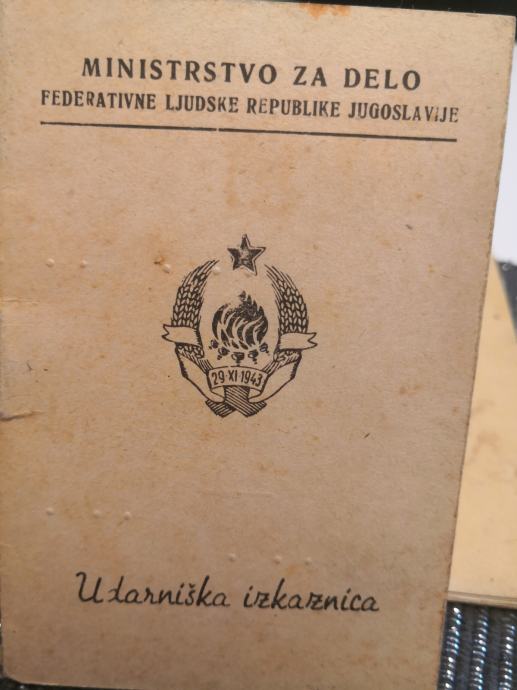 MINISTRSTVO ZA DELO
FEDERATIVNE LJUDSKE REPUBLIKE JUGOSLAVIJE
29·XI·1943
Udarniška izkaznica